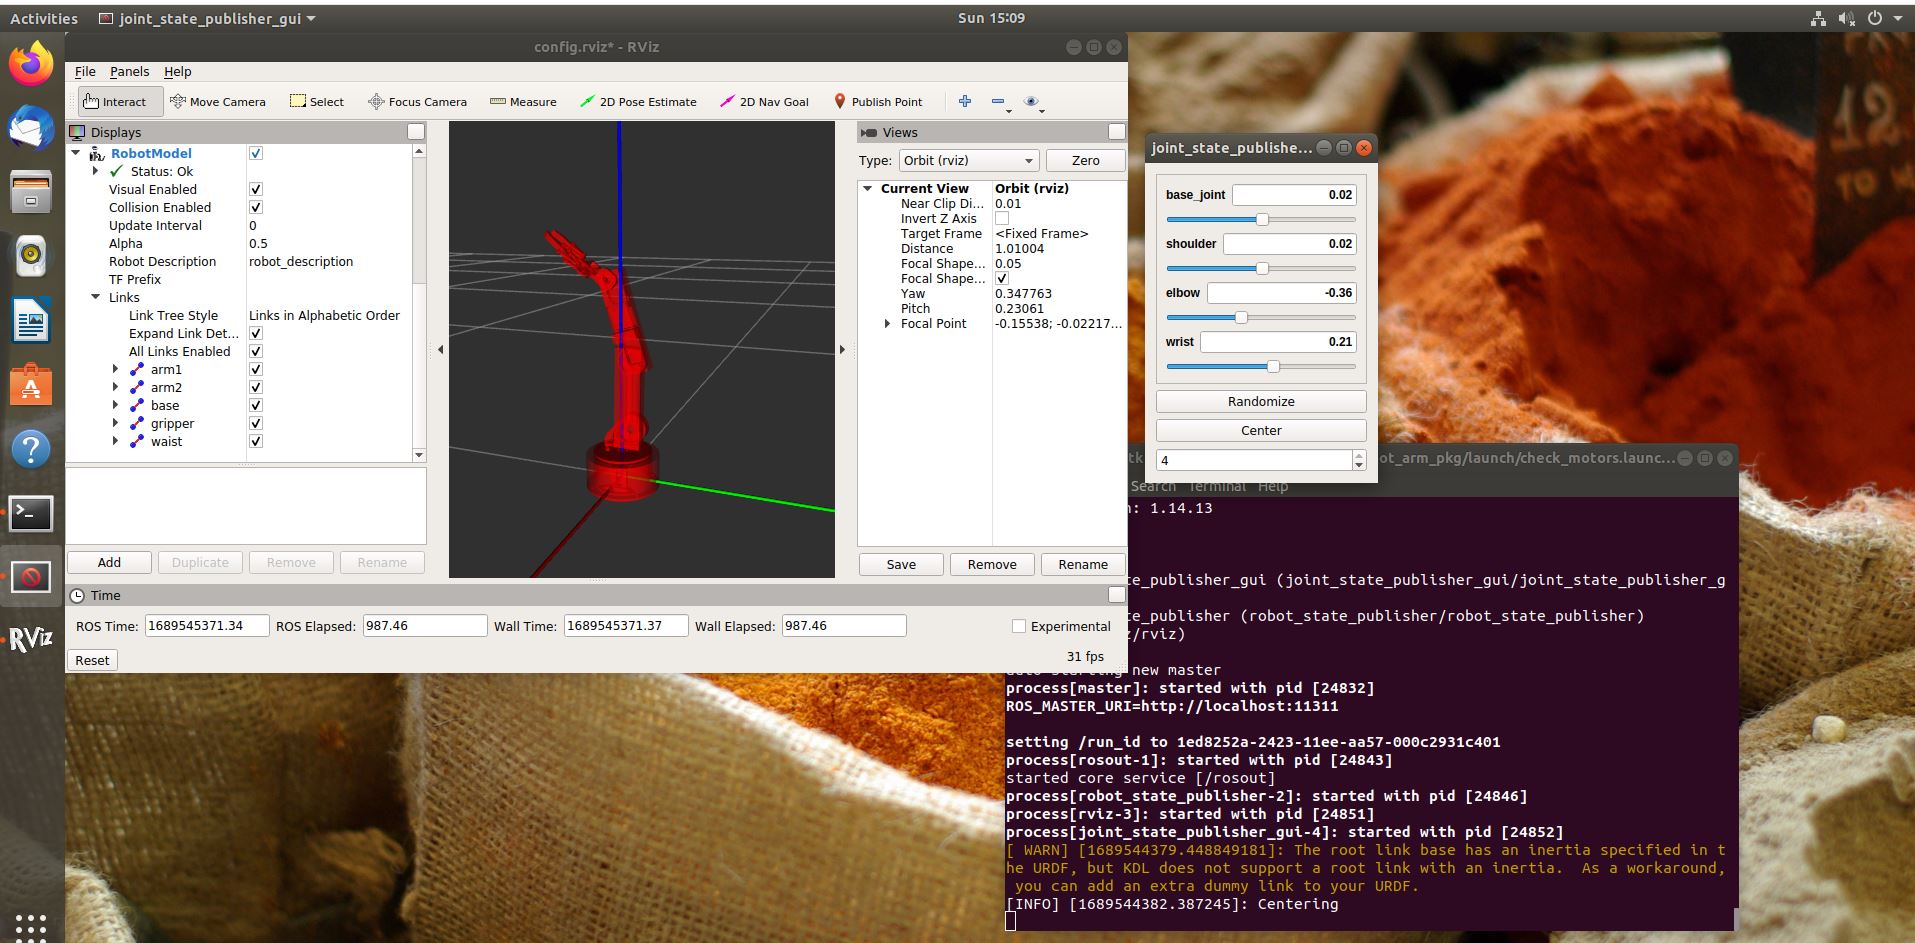 Activities
joint_state_publisher_gui
Sun 15:09
config.rviz* - RViz
File Panels Help
Interact Move Camera Select Focus Camera Measure 2D Pose Estimate 2D Nav Goal Publish Point
Displays
RobotModel
Status: Ok
Visual Enabled
Collision Enabled
Update Interval 0
Alpha 0.5
Robot Description robot_description
TF Prefix
Links
Link Tree Style Links in Alphabetic Order
Expand Link Det...
All Links Enabled
arm1
arm2
base
gripper
waist
Add Duplicate Remove Rename
Views
Type: Orbit (rviz) Zero
Current View Orbit (rviz)
Near Clip Di... 0.01
Invert Z Axis
Target Frame <Fixed Frame>
Distance 1.01004
Focal Shape... 0.05
Focal Shape...
Yaw 0.347763
Pitch 0.23061
Focal Point -0.15538; -0.02217...
Save Remove Rename
Time
ROS Time: 1689545371.34 ROS Elapsed: 987.46 Wall Time: 1689545371.37 Wall Elapsed: 987.46 Experimental
Reset
31 fps
RViz
joint_state_publishe...
base_joint 0.02
shoulder 0.02
elbow -0.36
wrist 0.21
Randomize
Center
4
12
TO
ot_arm_pkg/launch/check_motors.launc...
Search Terminal Help
n: 1.14.13
te_publisher_gui (joint_state_publisher_gui/joint_state_publisher_g
te_publisher (robot_state_publisher/robot_state_publisher)
z/rviz)
auto-starting new master
process[master]: started with pid [24832]
ROS_MASTER_URI=http://localhost:11311
setting /run_id to 1ed8252a-2423-11ee-aa57-000c2931c401
process[rosout-1]: started with pid [24843]
started core service [/rosout]
process[robot_state_publisher-2]: started with pid [24846]
process[rviz-3]: started with pid [24851]
process[joint_state_publisher_gui-4]: started with pid [24852]
[ WARN] [1689544379.448849181]: The root link base has an inertia specified in t
he URDF, but KDL does not support a root link with an inertia.  As a workaround,
you can add an extra dummy link to your URDF.
[INFO] [1689544382.387245]: Centering